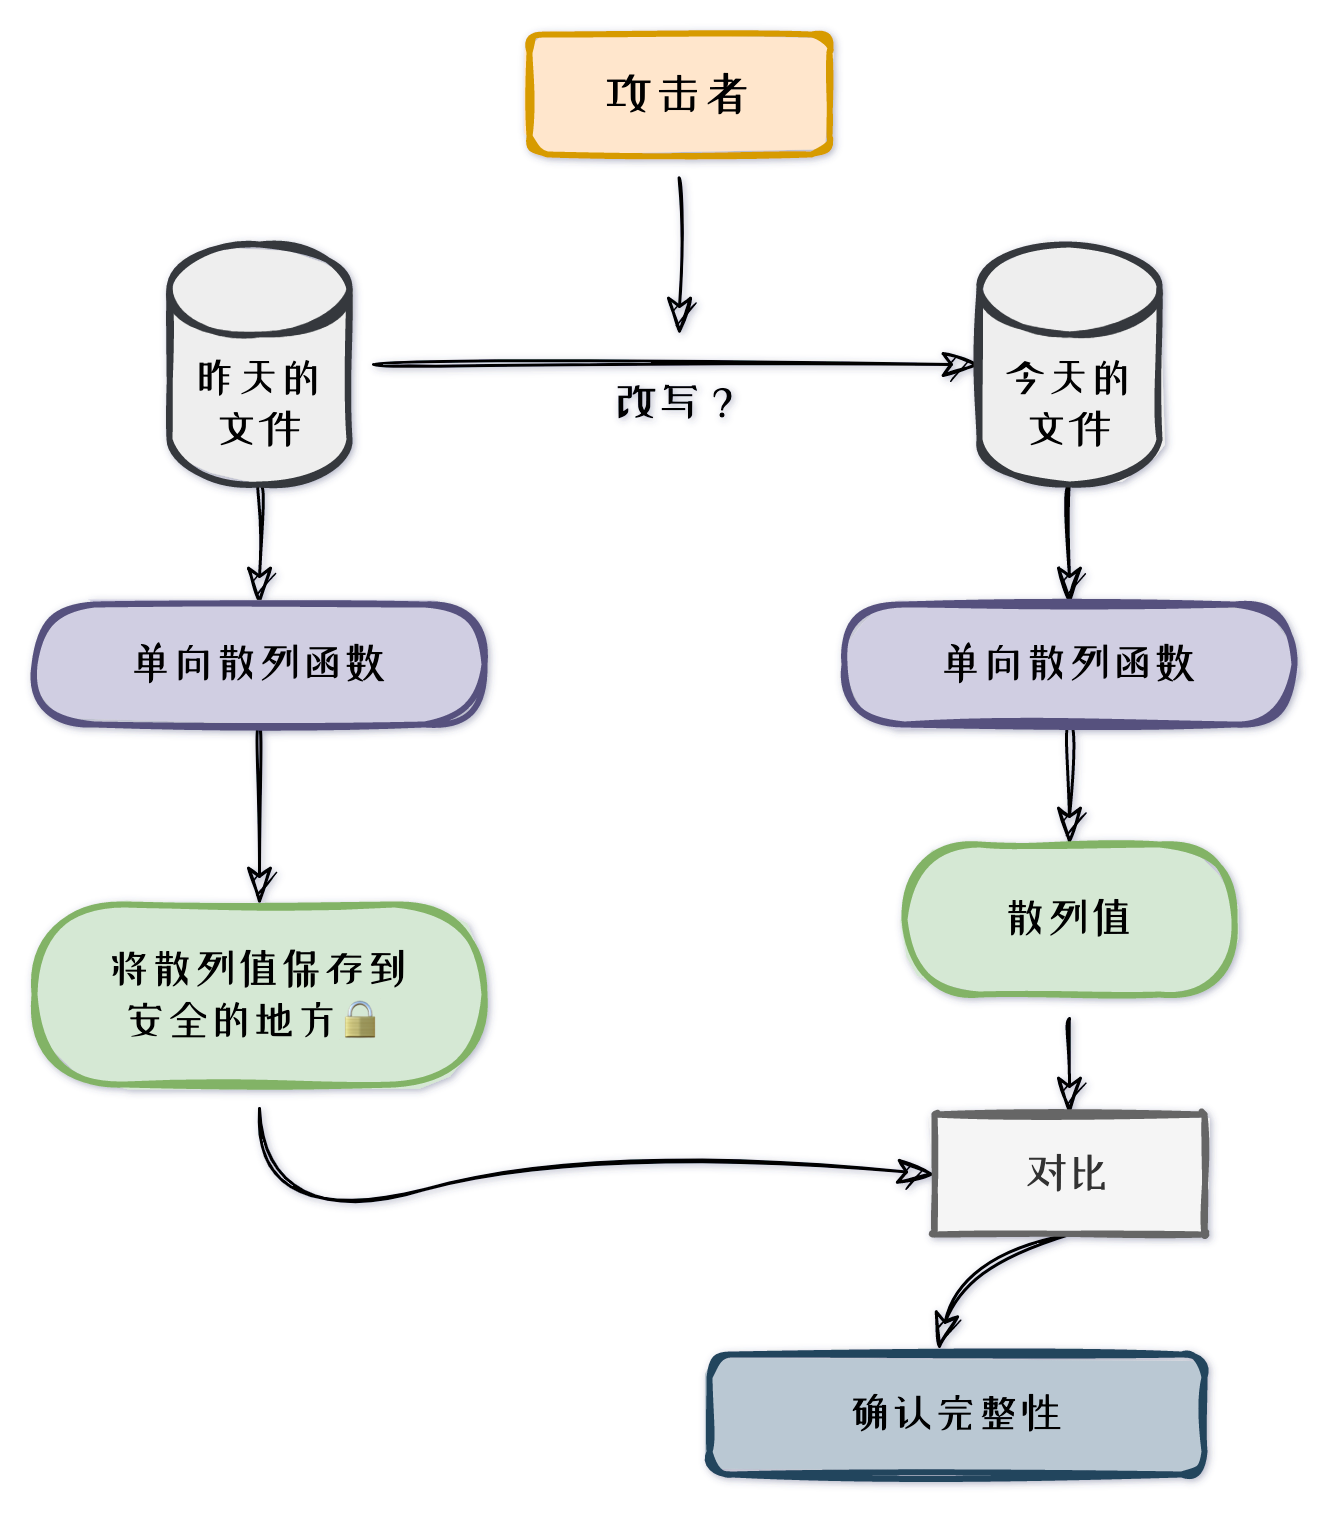 攻击者
昨天的
文件
今天的
文件
改写？
单向散列函数
单向散列函数
散列值
将散列值保存到
安全的地方🔒
对比
确认完整性